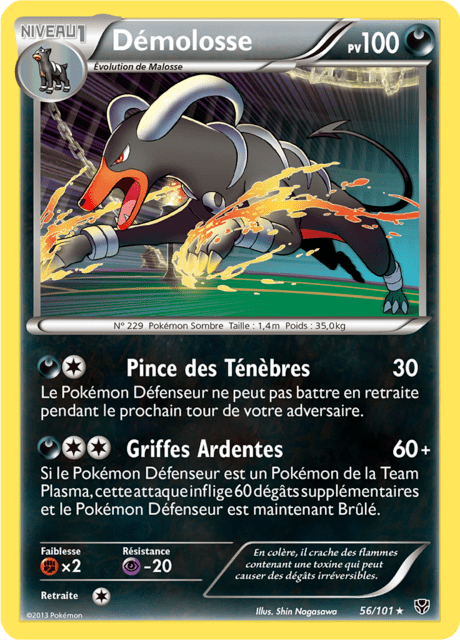 NIVEAU 1
Démolosse
PV100
Évolution de Malosse
N° 229 Pokémon Sombre Taille : 1,4m Poids : 35,0kg
Pince des Ténèbres 30
Le Pokémon Défenseur ne peut pas battre en retraite
pendant le prochain tour de votre adversaire.
Griffes Ardentes 60+
Si le Pokémon Défenseur est un Pokémon de la Team
Plasma, cette attaque inflige 60 dégâts supplémentaires
et le Pokémon Défenseur est maintenant Brûlé.
Faiblesse
×2
Résistance
-20
Retraite
En colère, il crache des flammes
contenant une toxine qui peut
causer des dégâts irréversibles.
Illus. Shin Nagasawa
56/101 ★
©2013 Pokémon